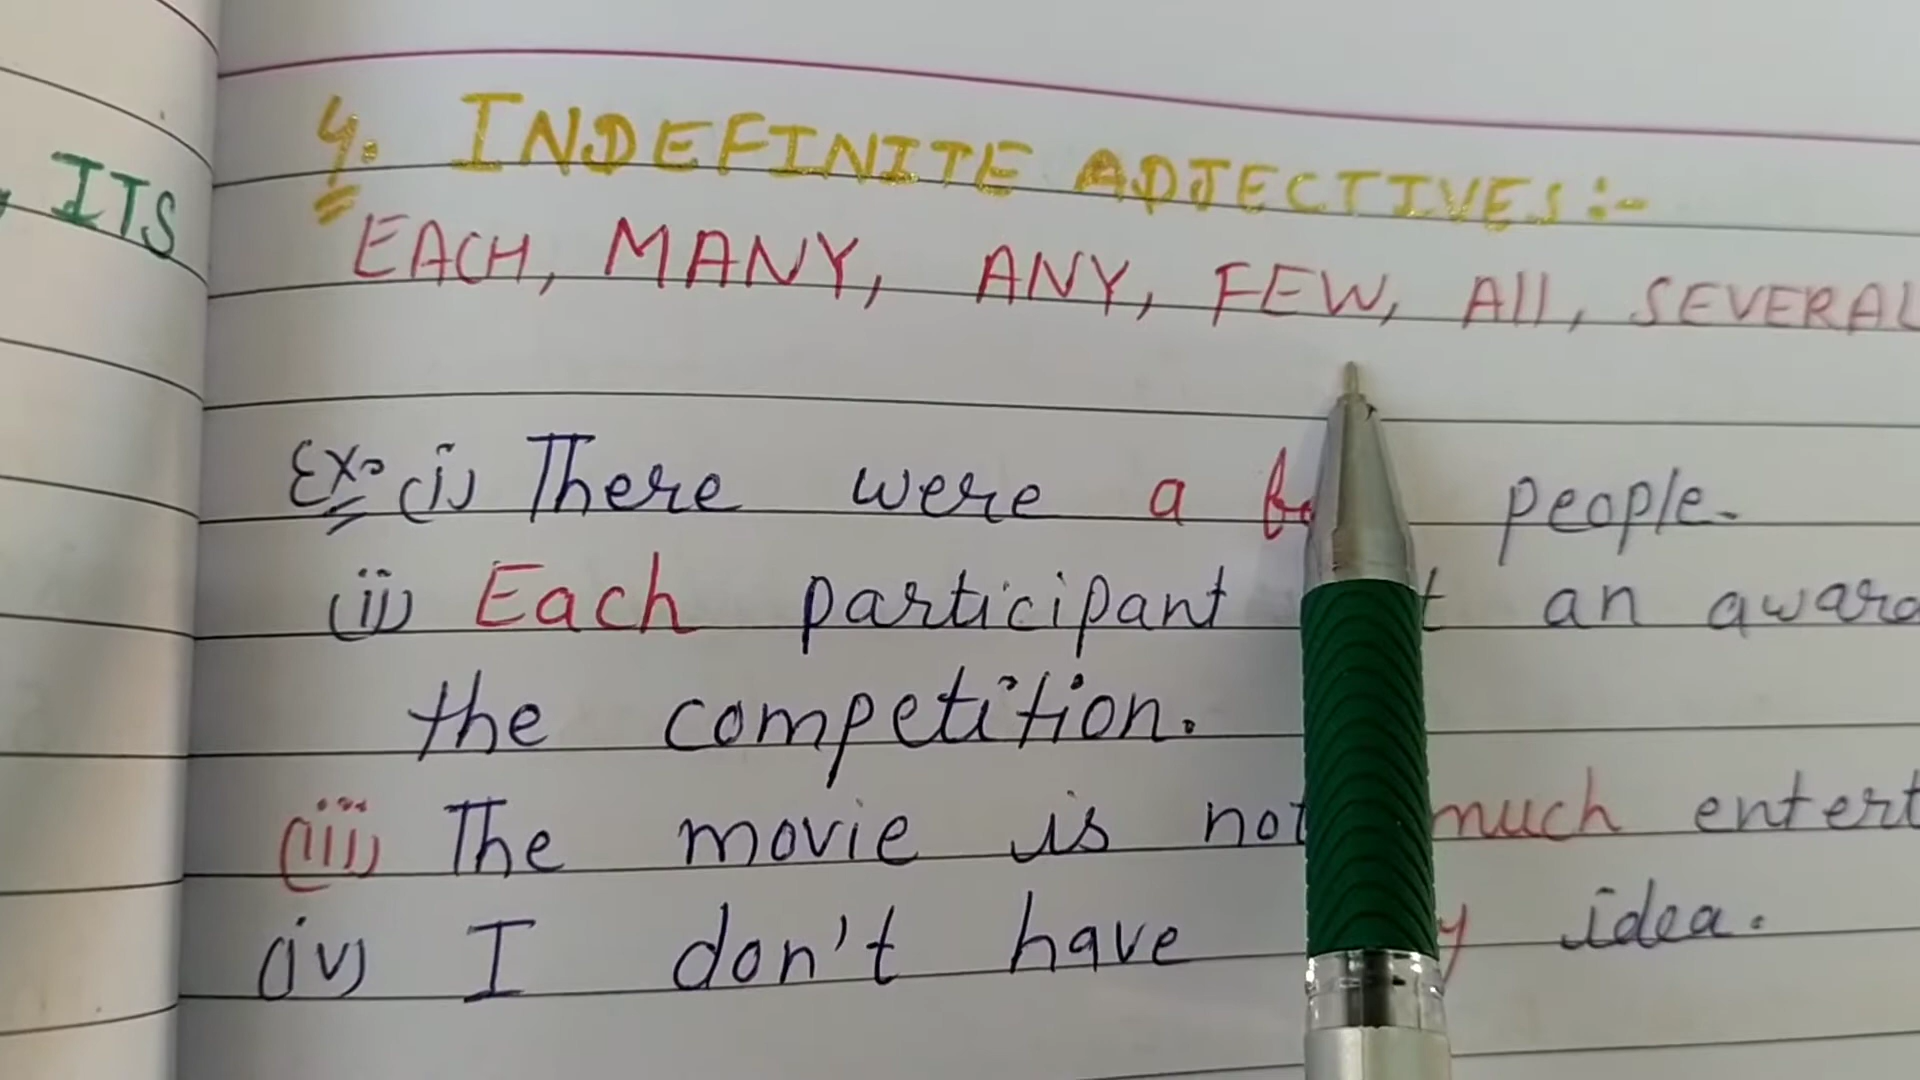 ITS
4. INDEFINITE ADJECTIVES:-
EACH, MANY, ANY, FEW, All, SEVERAL
Ex. (i) There were a people.
(ii) Each participant an
the competition.
(iii) The movie is not much
(iv) I don't have idea.